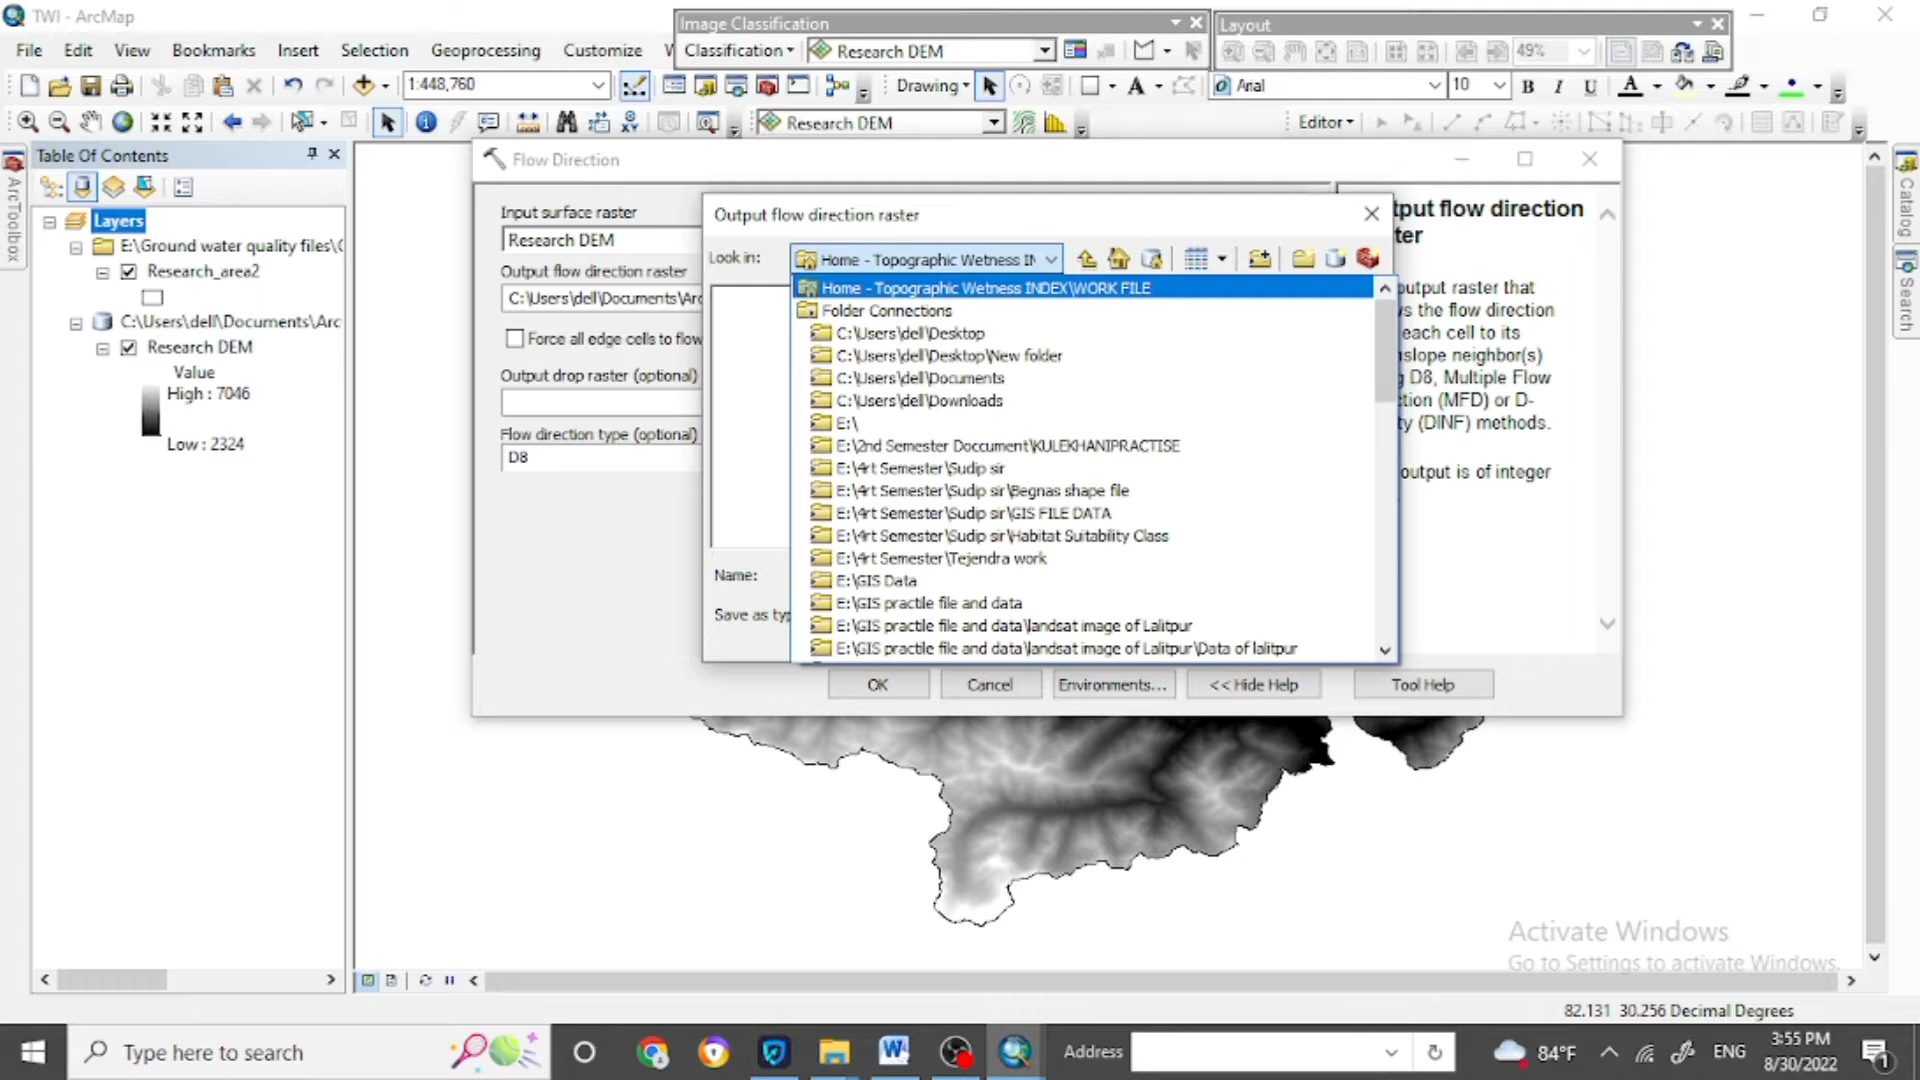 TWI - ArcMap
Image Classification
Layout
File Edit View Bookmarks Insert Selection Geoprocessing Customize
Classification
Research DEM
49%
1:448,760
Drawing
Arial
10
B I U
A
Research DEM
Editor
Table Of Contents
ArcToolbox
Layers
E:\Ground water quality files\
Research_area2
C:\Users\dell\Documents\Arc
Research DEM
Value
High : 7046
Low : 2324
Flow Direction
Input surface raster
Research DEM
Output flow direction raster
C:\Users\dell\Documents\Arc
Force all edge cells to flow
Output drop raster (optional)
Flow direction type (optional)
D8
Output flow direction raster
Look in:
Home - Topographic Wetness IN
Home - Topographic Wetness INDEX\WORK FILE
Folder Connections
C:\Users\dell\Desktop
C:\Users\dell\Desktop\New folder
C:\Users\dell\Documents
C:\Users\dell\Downloads
E:\
E:\2nd Semester Doccument\KULEKHANIPRACTISE
E:\4rt Semester\Sudip sir
E:\4rt Semester\Sudip sir\Begnas shape file
E:\4rt Semester\Sudip sir\GIS FILE DATA
E:\4rt Semester\Sudip sir\Habitat Suitability Class
E:\4rt Semester\Tejendra work
E:\GIS Data
E:\GIS practile file and data
E:\GIS practile file and data\landsat image of Lalitpur
E:\GIS practile file and data\landsat image of Lalitpur\Data of lalitpur
Name:
Save as typ
tput flow direction
ter
output raster that
s the flow direction
each cell to its
nslope neighbor(s)
g D8, Multiple Flow
ction (MFD) or D-
ty (DINF) methods.
output is of integer
OK
Cancel
Environments...
<< Hide Help
Tool Help
Catalog
Search
Activate Windows
Go to Settings to activate Windows.
82.131 30.256 Decimal Degrees
Type here to search
Address
84°F
ENG
3:55 PM
8/30/2022
1